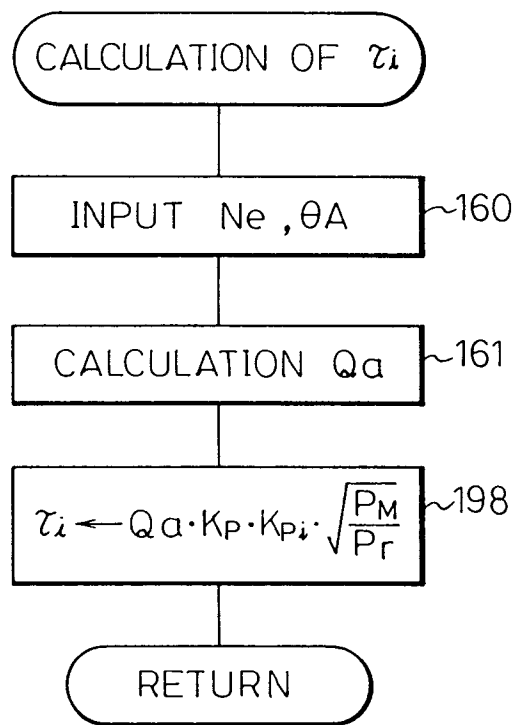 CALCULATION OF τi
INPUT Ne , θA
160
CALCULATION Qa
161
τi ← Qa·KP·KPi·√(PM/Pr)
198
RETURN